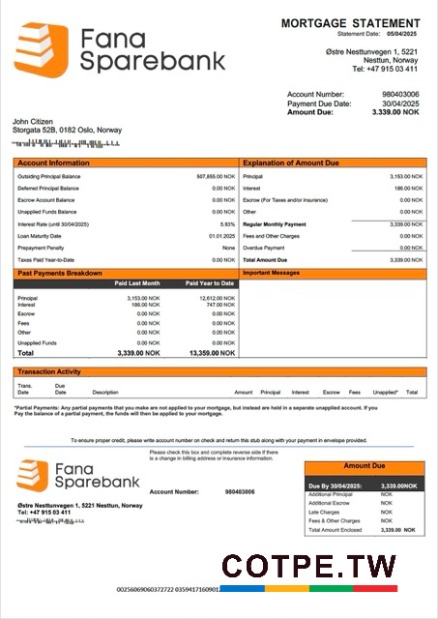 Fana
Sparebank
MORTGAGE STATEMENT
Statement Date: 05/04/2025
Østre Nesttunvegen 1, 5221
Nesttun, Norway
Tel: +47 915 03 411
Account Number: 980403006
Payment Due Date: 30/04/2025
Amount Due: 3.339.00 NOK
John Citizen
Storgata 52B, 0182 Oslo, Norway
Account Information
Outsiding Principal Balance 507,855.00 NOK
Deferred Principal Balance 0.00 NOK
Escrow Account Balance 0.00 NOK
Unapplied Funds Balance 0.00 NOK
Interest Rate (until 30/04/2025) 5.83%
Loan Maturity Date 01.01.2025
Prepayment Penalty None
Taxes Paid Year-to-Date 0.00 NOK
Explanation of Amount Due
Principal 3,153.00 NOK
Interest 186.00 NOK
Escrow (For Taxes and/or insurance) 0.00 NOK
Other 0.00 NOK
Regular Monthly Payment 3,339.00 NOK
Fees and Other Charges 0.00 NOK
Overdue Payment 0.00 NOK
Total Amount Due 3,339.00 NOK
Past Payments Breakdown
Paid Last Month Paid Year to Date
Principal 3,153.00 NOK 12,612.00 NOK
Interest 186.00 NOK 747.00 NOK
Escrow 0.00 NOK 0.00 NOK
Fees 0.00 NOK 0.00 NOK
Other 0.00 NOK 0.00 NOK
Unapplied Funds 0.00 NOK 0.00 NOK
Total 3,339.00 NOK 13,359.00 NOK
Important Messages
Transaction Activity
Trans. Date Due Date Description Amount Principal Interest Escrow Fees Unapplied* Total
*Partial Payments: Any partial payments that you make are not applied to your mortgage, but instead are held in a separate unapplied account. If you
Pay the balance of a partial payment, the funds will then be applied to your mortgage.
To ensure proper credit, please write account number on check and return this stub along with your payment in envelope provided.
Please check this box and complete reverse side if there
is a change in billing address or insurance information.
Fana
Sparebank
Account Number: 980403006
Østre Nesttunvegen 1, 5221 Nesttun, Norway
Tel: +47 915 03 411
Amount Due
Due By 30/04/2025: 3,339.00NOK
Additional Principal NOK
Additional Escrow NOK
Late Charges NOK
Fees & Other Charges NOK
Total Amount Enclosed 3,339.00 NOK
COTPE.TW